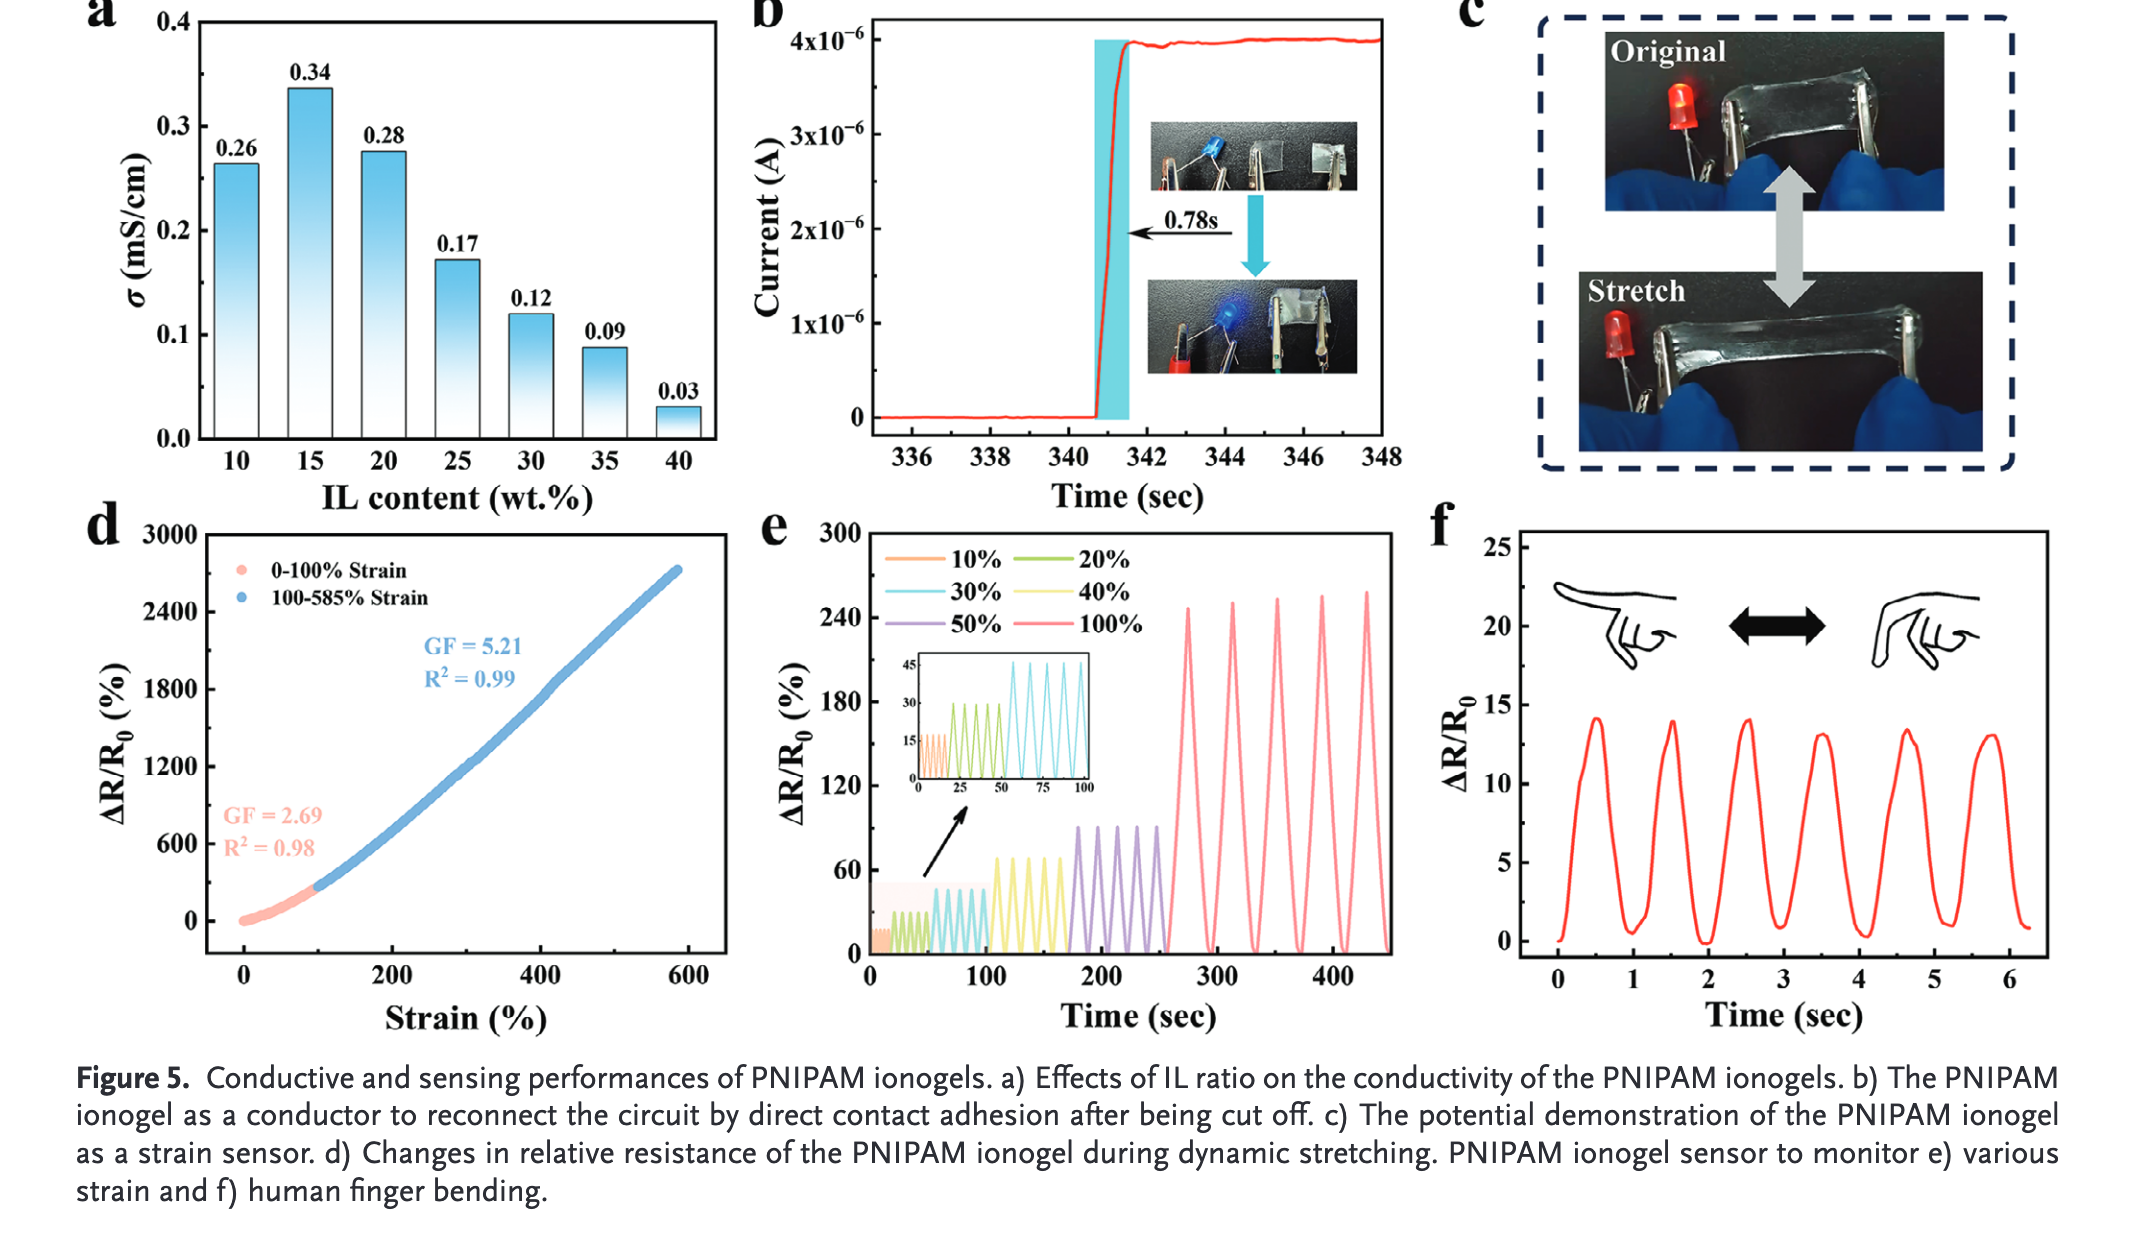 a
0.4
0.3
0.2
0.1
0.0
σ (mS/cm)
0.26
0.34
0.28
0.17
0.12
0.09
0.03
10 15 20 25 30 35 40
IL content (wt.%)
b
4x10⁻⁶
3x10⁻⁶
2x10⁻⁶
1x10⁻⁶
0
Current (A)
0.78s
336 338 340 342 344 346 348
Time (sec)
c
Original
Stretch
d
3000
2400
1800
1200
600
0
ΔR/R₀ (%)
0-100% Strain
100-585% Strain
GF = 5.21
R² = 0.99
GF = 2.69
R² = 0.98
0 200 400 600
Strain (%)
e
300
240
180
120
60
0
ΔR/R₀ (%)
10% 20%
30% 40%
50% 100%
45
30
15
0
0 25 50 75 100
0 100 200 300 400
Time (sec)
f
25
20
15
10
5
0
ΔR/R₀
0 1 2 3 4 5 6
Time (sec)
Figure 5. Conductive and sensing performances of PNIPAM ionogels. a) Effects of IL ratio on the conductivity of the PNIPAM ionogels. b) The PNIPAM
ionogel as a conductor to reconnect the circuit by direct contact adhesion after being cut off. c) The potential demonstration of the PNIPAM ionogel
as a strain sensor. d) Changes in relative resistance of the PNIPAM ionogel during dynamic stretching. PNIPAM ionogel sensor to monitor e) various
strain and f) human finger bending.